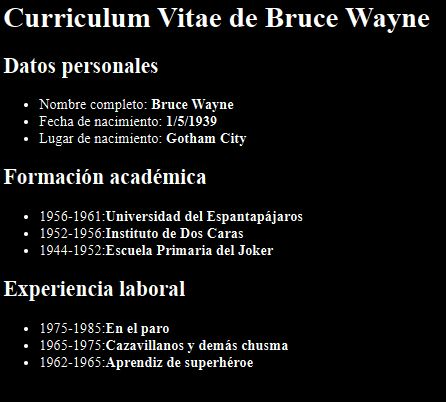 Curriculum Vitae de Bruce Wayne
Datos personales
Nombre completo: Bruce Wayne
Fecha de nacimiento: 1/5/1939
Lugar de nacimiento: Gotham City
Formación académica
1956-1961:Universidad del Espantapájaros
1952-1956:Instituto de Dos Caras
1944-1952:Escuela Primaria del Joker
Experiencia laboral
1975-1985:En el paro
1965-1975:Cazavillanos y demás chusma
1962-1965:Aprendiz de superhéroe